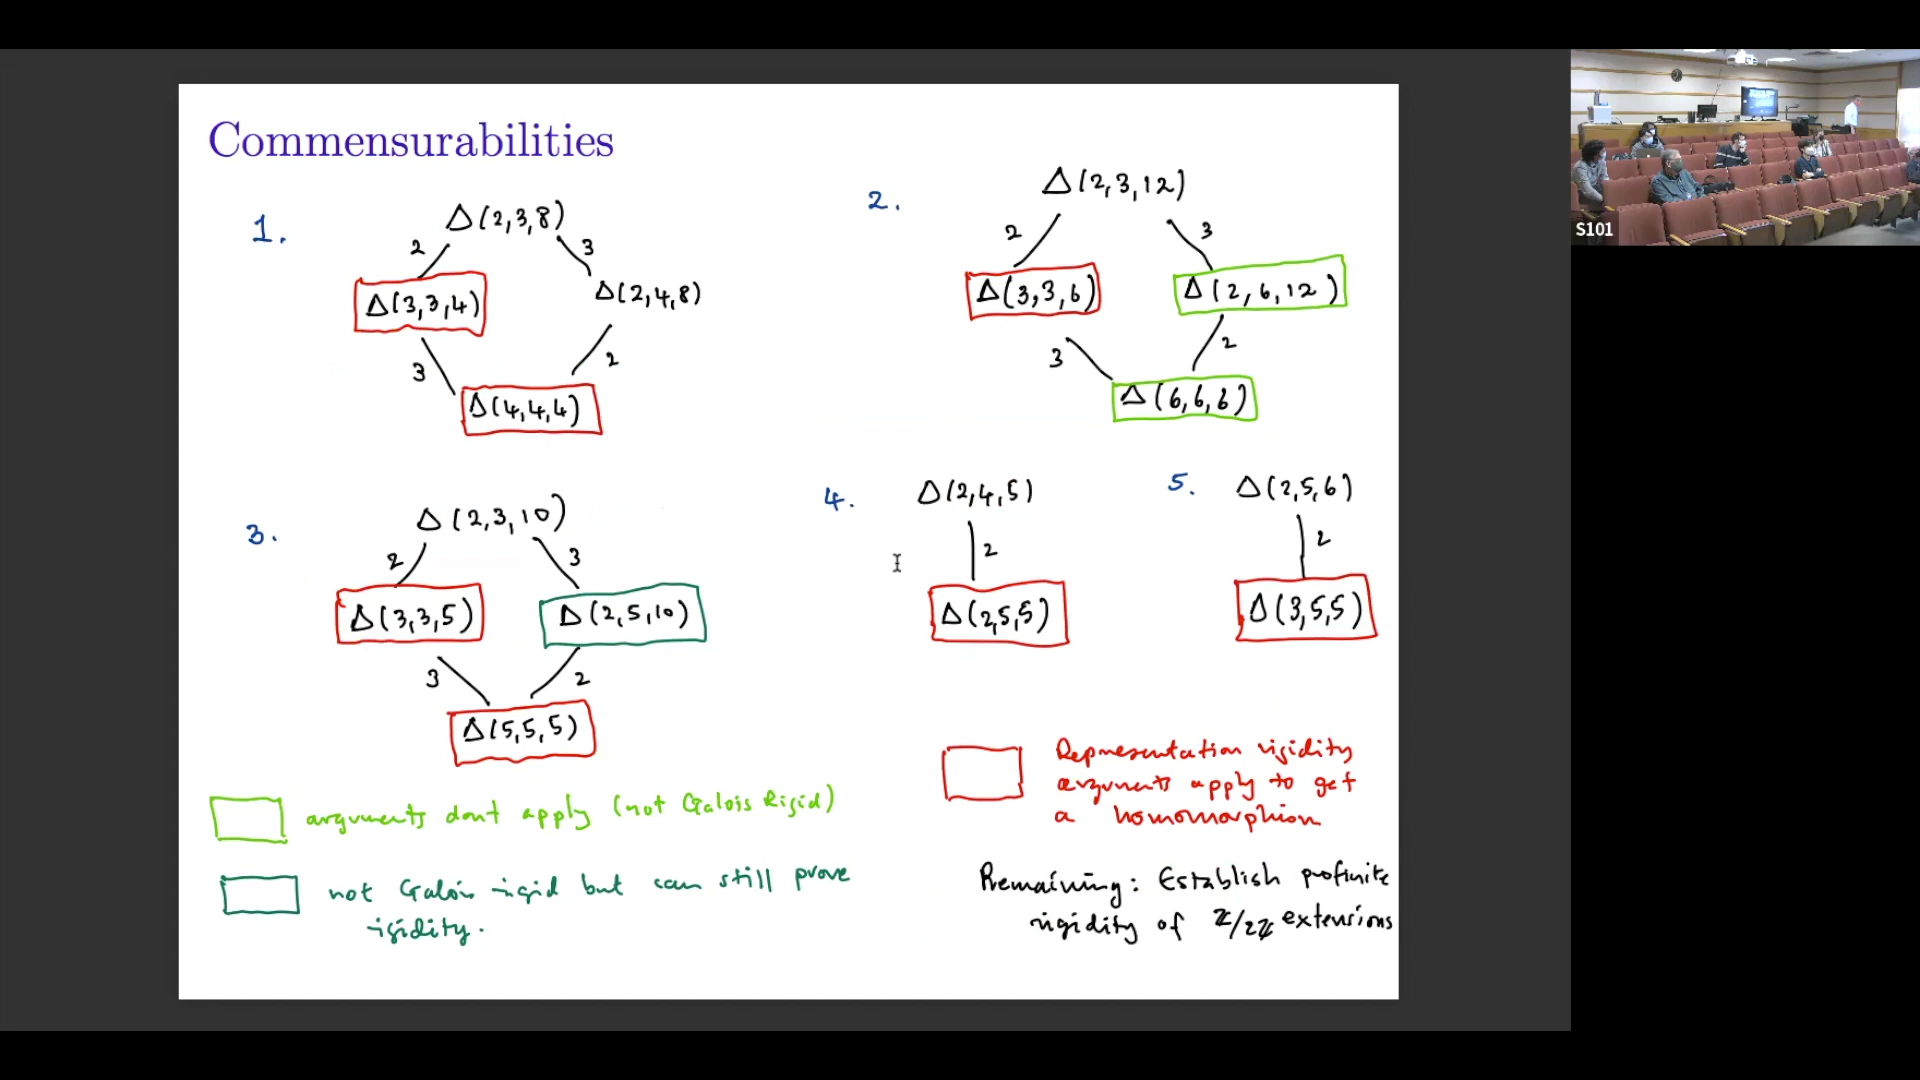 Commensurabilities
1.
Δ(2,3,8)
2
3
Δ(3,3,4)
Δ(2,4,8)
3
2
Δ(4,4,4)
2.
Δ(2,3,12)
2
3
Δ(3,3,6)
Δ(2,6,12)
3
2
Δ(6,6,6)
3.
Δ(2,3,10)
2
3
Δ(3,3,5)
Δ(2,5,10)
3
2
Δ(5,5,5)
4.
Δ(2,4,5)
2
Δ(2,5,5)
5.
Δ(2,5,6)
2
Δ(3,5,5)
arguments dont apply (not Galois Rigid)
not Galois rigid but can still prove
rigidity.
Representation rigidity
arguments apply to get
a homomorphism
Remaining: Establish profinite
rigidity of ℤ/2ℤ extensions
S101